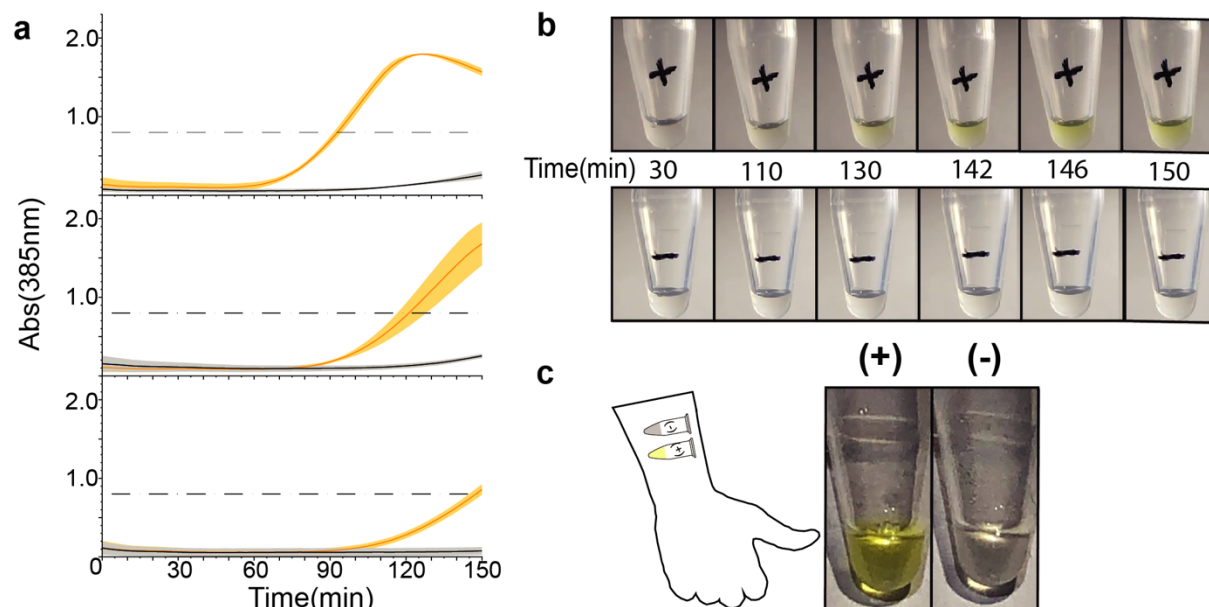 a
2.0
1.0
2.0
1.0
2.0
1.0
Abs(385nm)
0 30 60 90 120 150
Time(min)
b
+ + + + + +
Time(min) 30 110 130 142 146 150
- - - - - -
c
(+) (-)
(-)
(+)